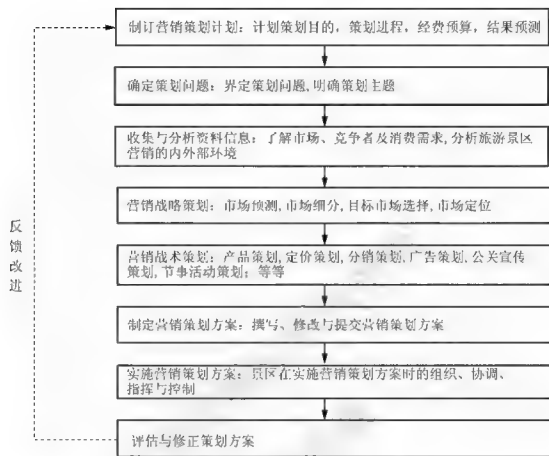 制订营销策划计划：计划策划目的，策划进程，经费预算，结果预测
确定策划问题：界定策划问题,明确策划主题
收集与分析资料信息：了解市场、竞争者及消费需求,分析旅游景区
营销的内外部环境
营销战略策划：市场预测,市场细分,目标市场选择,市场定位
营销战术策划：产品策划,定价策划,分销策划,广告策划,公关宣传
策划,节事活动策划；等等
制定营销策划方案：撰写、修改与提交营销策划方案
实施营销策划方案：景区在实施营销策划方案时的组织、协调、
指挥与控制
评估与修正策划方案
反馈改进